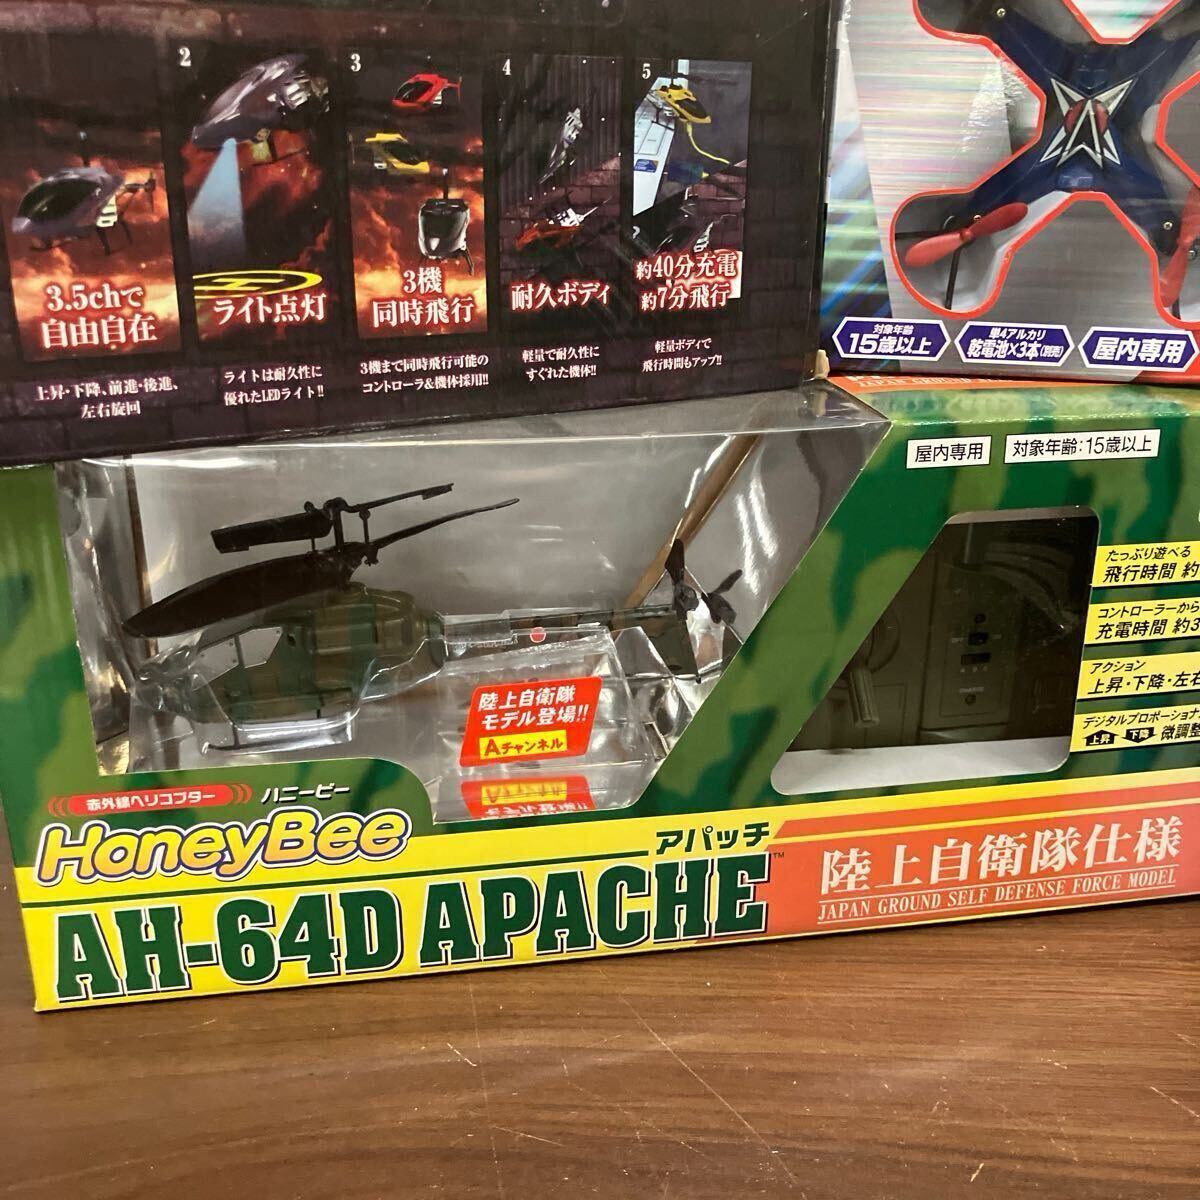 2
3
4
5
3.5chで
自由自在
上昇・下降、前進・後進、
左右旋回
ライト点灯
ライトは耐久性に
優れたLEDライト!!
3機
同時飛行
3機まで同時飛行可能の
コントローラ&機体採用!!
耐久ボディ
軽量で耐久性に
すぐれた機体!!
約40分充電
約7分飛行
軽量ボディで
飛行時間もアップ!!
対象年齢
15歳以上
単4アルカリ
乾電池×3本(別売)
屋内専用
JAPAN GROUND SELF
屋内専用
対象年齢:15歳以上
たっぷり遊べる
飛行時間 約
コントローラーから
充電時間 約3
アクション
上昇・下降・左右
デジタルプロポーショナ
上昇 下降 微調整
陸上自衛隊
モデル登場!!
Aチャンネル
赤外線ヘリコプター
ハニービー
HoneyBee
アパッチ
AH-64D APACHE™
陸上自衛隊仕様
JAPAN GROUND SELF DEFENSE FORCE MODEL